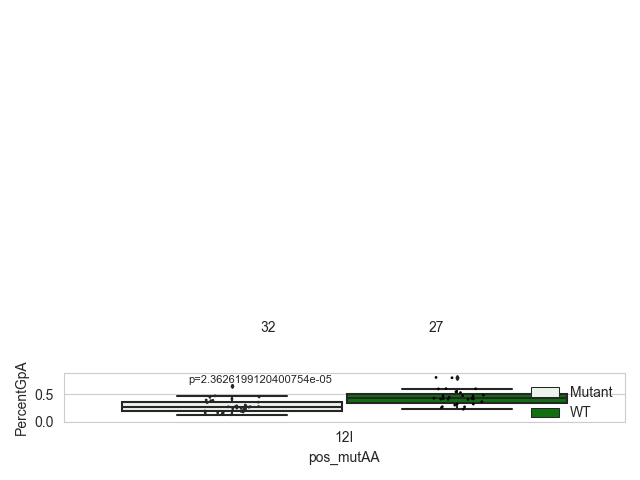 32 27
p=2.3626199120400754e-05
PercentGpA
0.5
0.0
Mutant
WT
12I
pos_mutAA